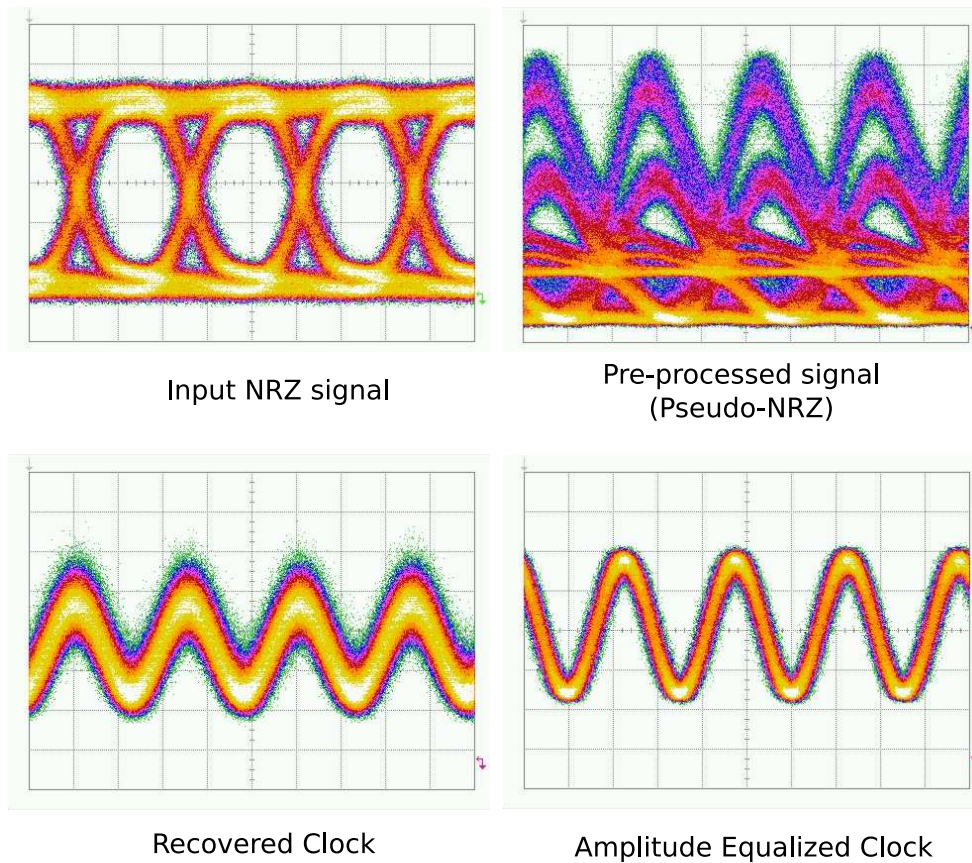 Input NRZ signal
Pre-processed signal
(Pseudo-NRZ)
Recovered Clock
Amplitude Equalized Clock